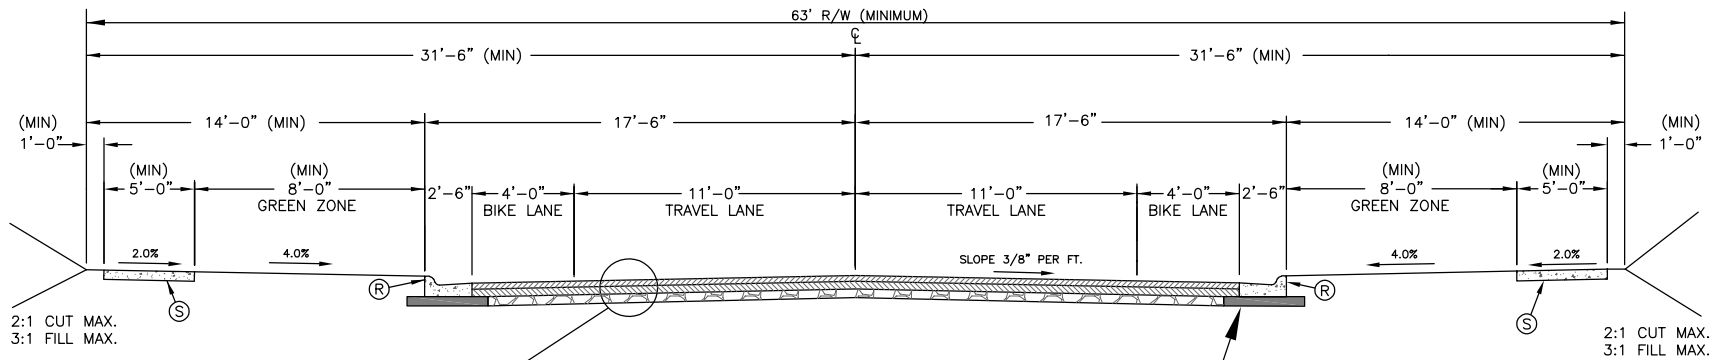 63' R/W (MINIMUM)
℄
31'-6" (MIN)
31'-6" (MIN)
(MIN)
1'-0"
14'-0" (MIN)
17'-6"
17'-6"
14'-0" (MIN)
(MIN)
1'-0"
(MIN)
5'-0"
(MIN)
8'-0"
GREEN ZONE
2'-6"
4'-0"
BIKE LANE
11'-0"
TRAVEL LANE
11'-0"
TRAVEL LANE
4'-0"
BIKE LANE
2'-6"
(MIN)
8'-0"
GREEN ZONE
(MIN)
5'-0"
2.0%
4.0%
SLOPE 3/8" PER FT.
4.0%
2.0%
R
R
S
S
2:1 CUT MAX.
3:1 FILL MAX.
2:1 CUT MAX.
3:1 FILL MAX.